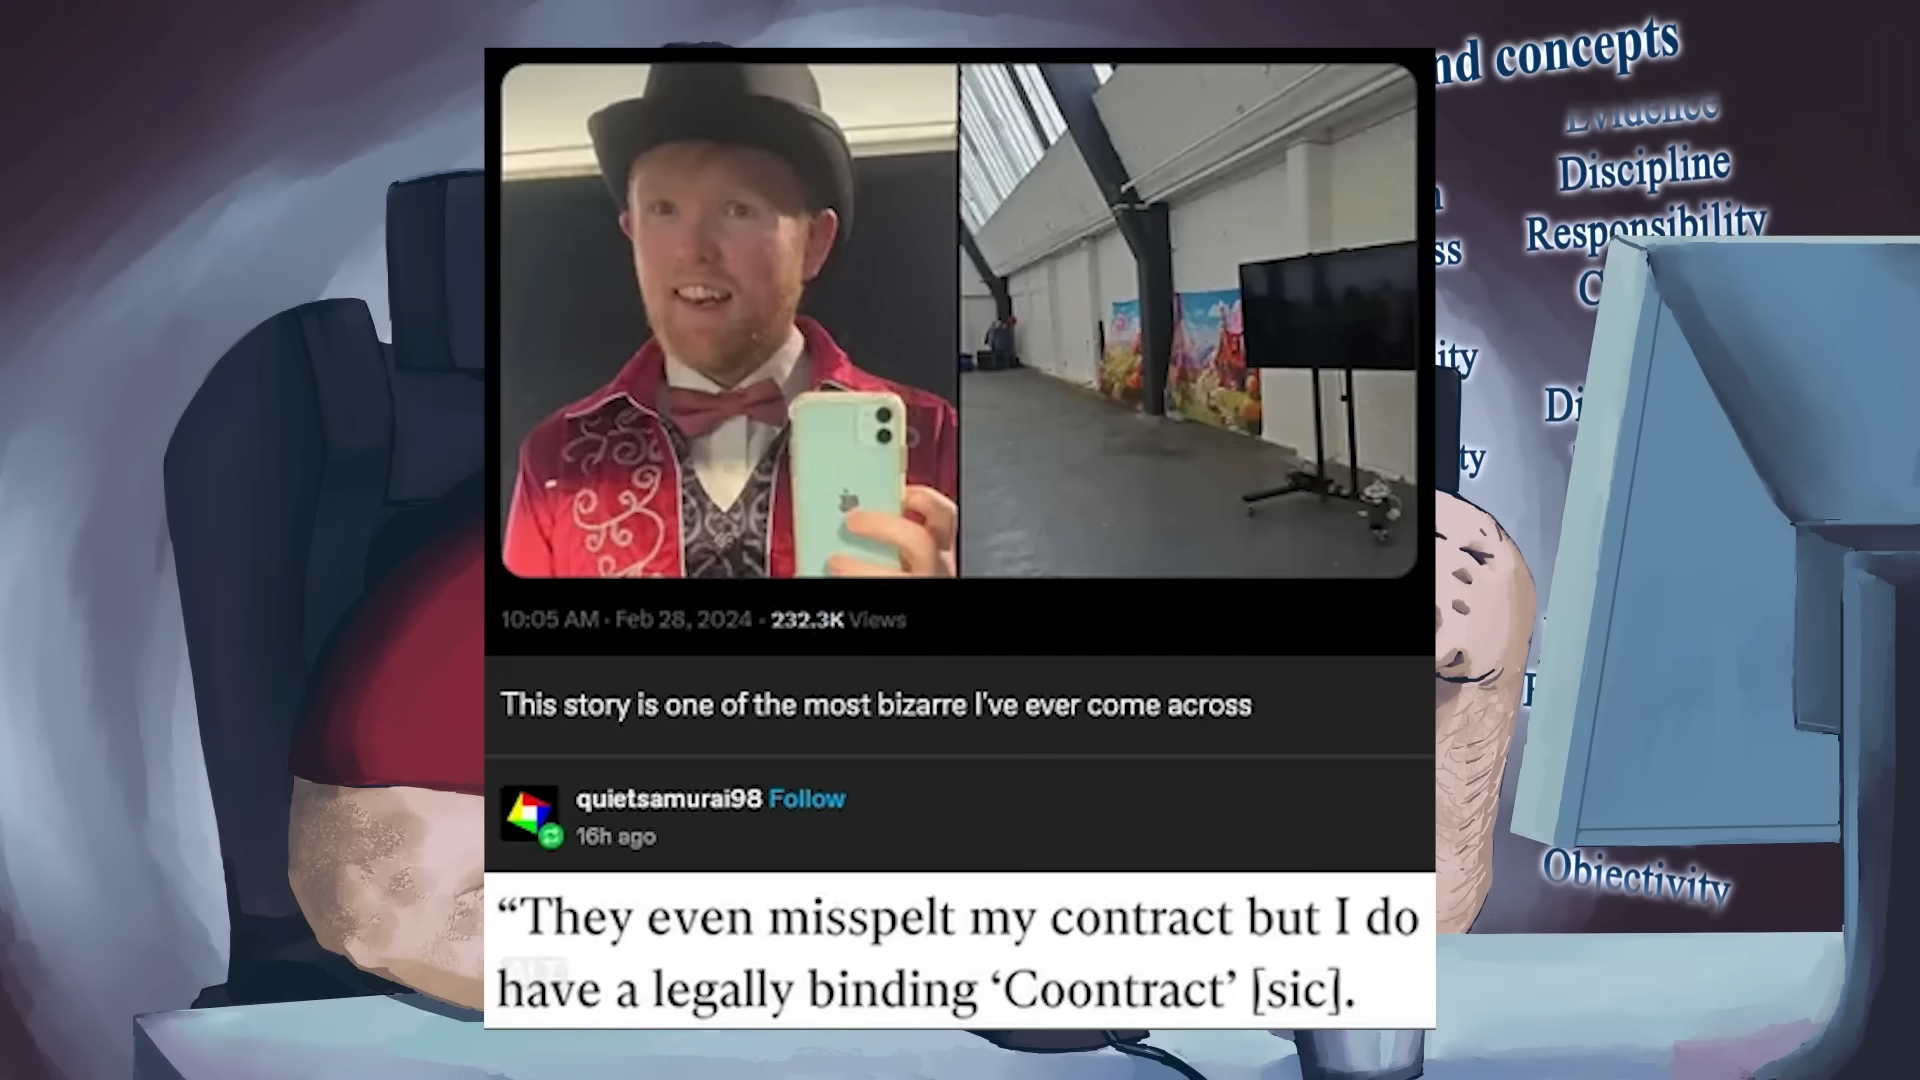 10:05 AM · Feb 28, 2024 · 232.3K Views
This story is one of the most bizarre I've ever come across
quietsamurai98 Follow
16h ago
“They even misspelt my contract but I do
have a legally binding ‘Coontract’ [sic].
ALT
nd concepts
Evidence
Discipline
Responsibility
Objectivity